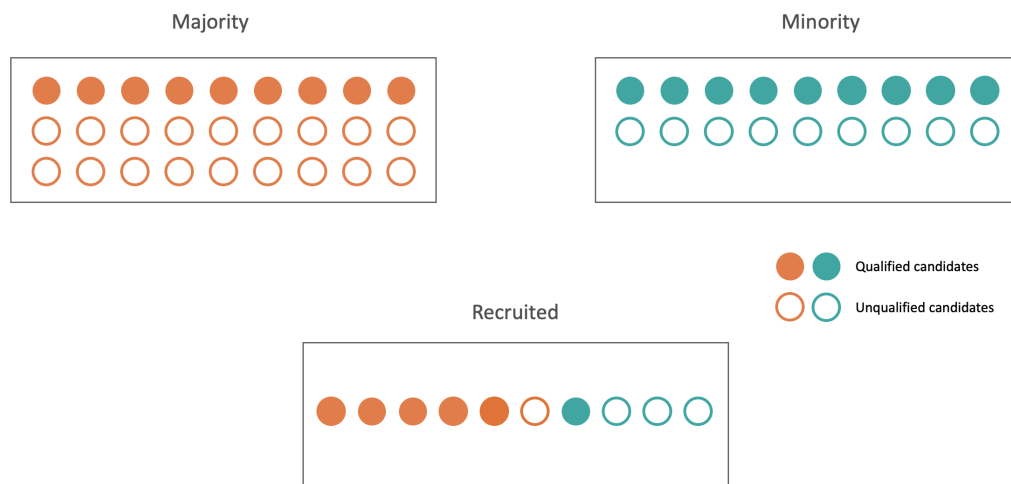 Majority
Minority
Qualified candidates
Unqualified candidates
Recruited